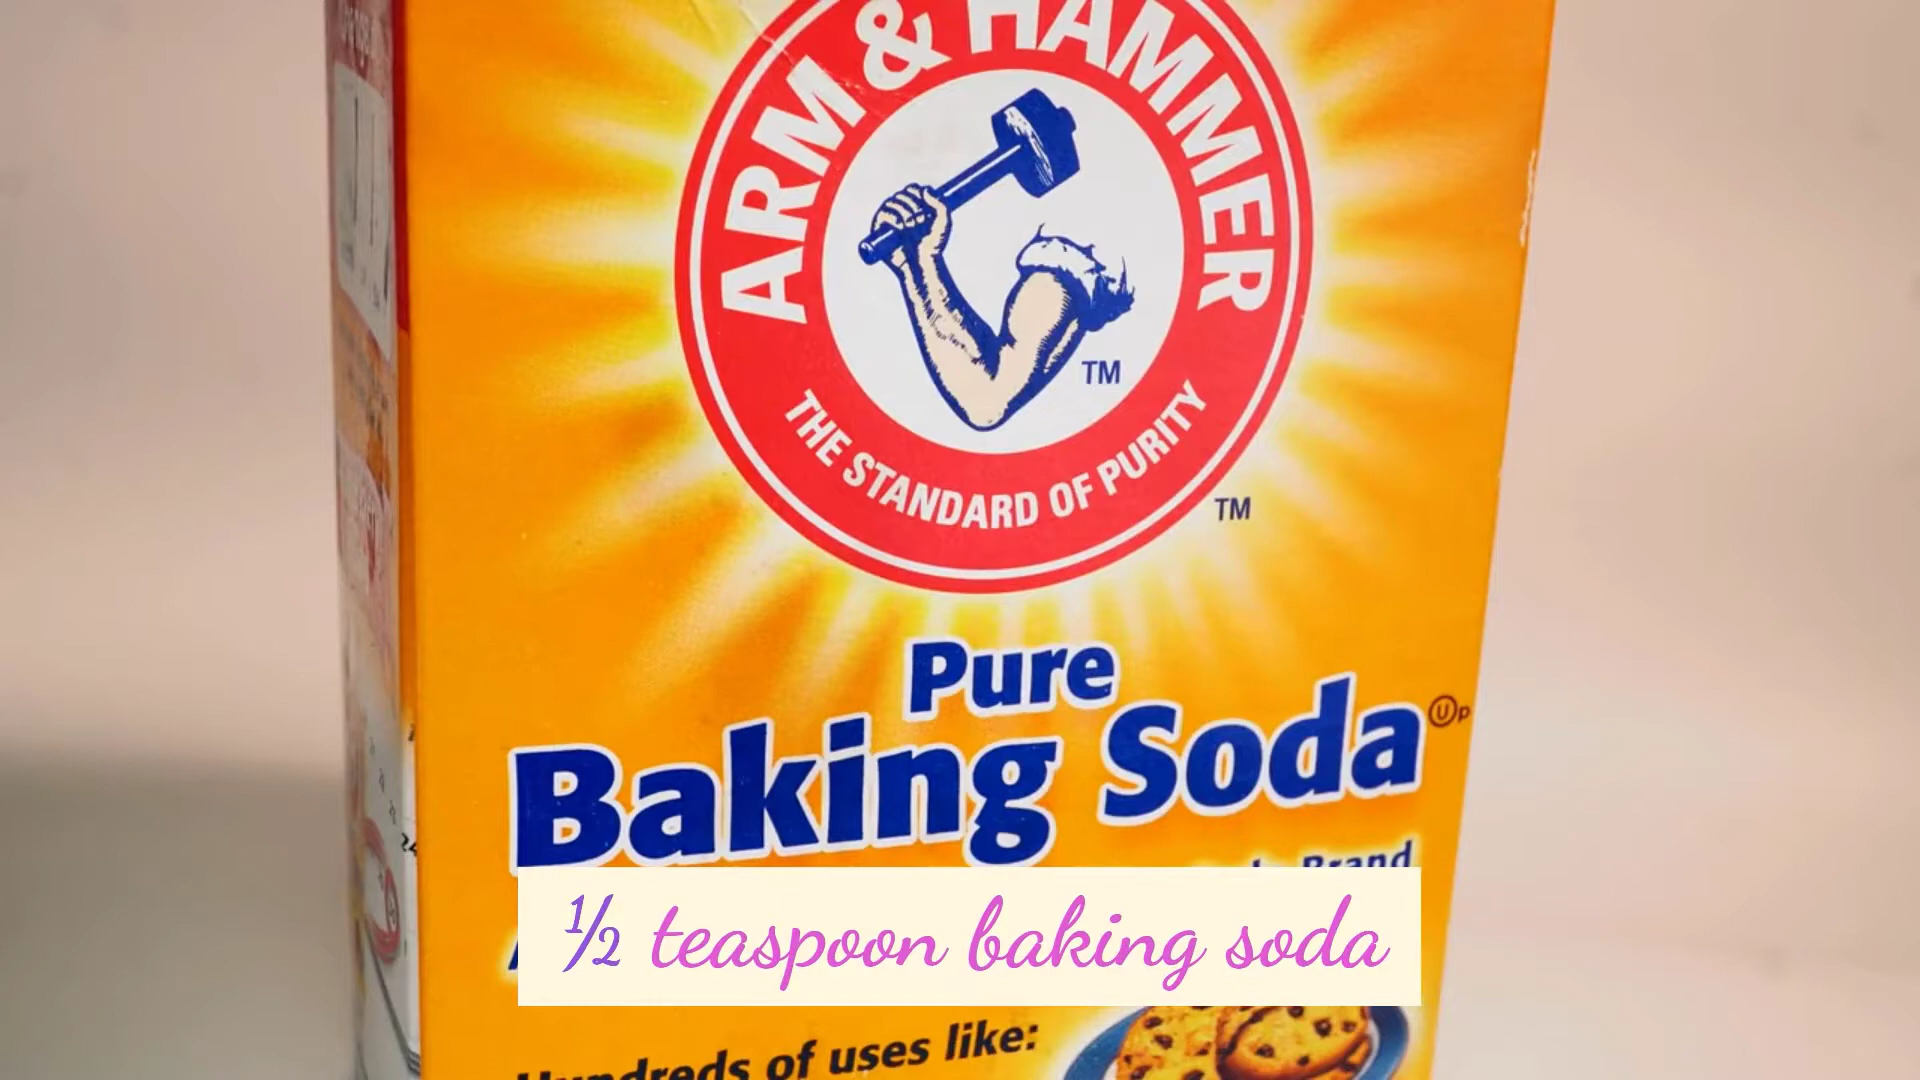 ARM & HAMMER
TM
THE STANDARD OF PURITY
TM
Pure
Baking Soda
Brand
½ teaspoon baking soda
Hundreds of uses like: